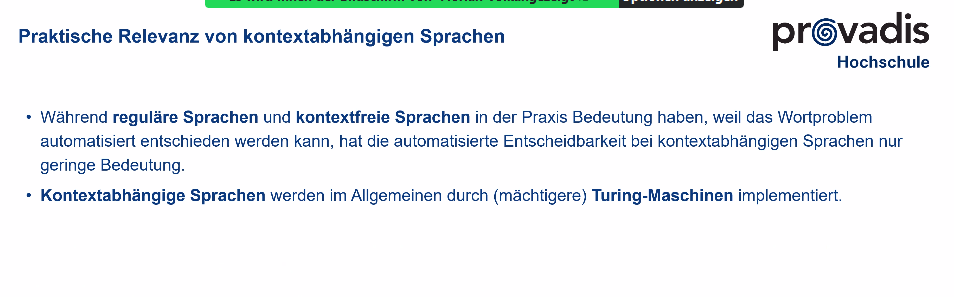 Optionen anzeigen
Praktische Relevanz von kontextabhängigen Sprachen
provadis
Hochschule
• Während reguläre Sprachen und kontextfreie Sprachen in der Praxis Bedeutung haben, weil das Wortproblem
automatisiert entschieden werden kann, hat die automatisierte Entscheidbarkeit bei kontextabhängigen Sprachen nur
geringe Bedeutung.
• Kontextabhängige Sprachen werden im Allgemeinen durch (mächtigere) Turing-Maschinen implementiert.